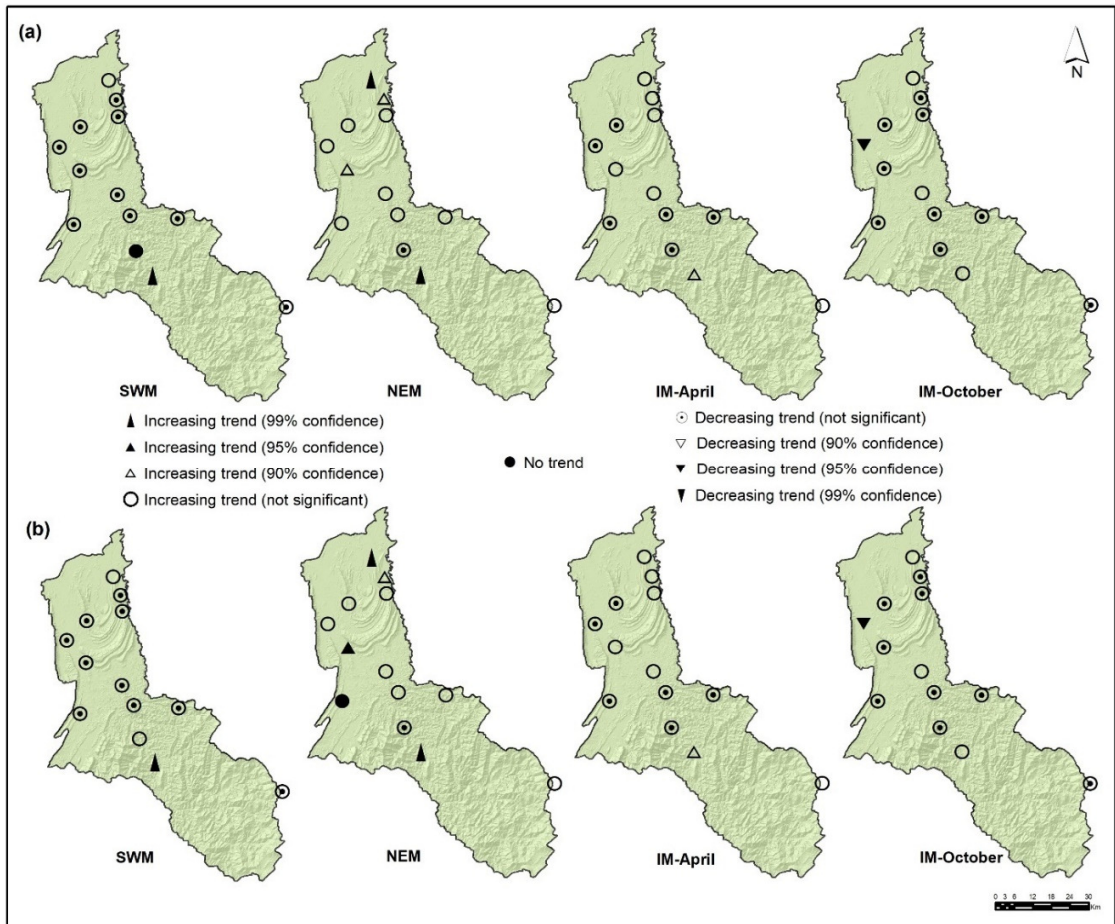 (a)
N
SWM
NEM
IM-April
IM-October
Increasing trend (99% confidence)
Increasing trend (95% confidence)
Increasing trend (90% confidence)
Increasing trend (not significant)
No trend
Decreasing trend (not significant)
Decreasing trend (90% confidence)
Decreasing trend (95% confidence)
Decreasing trend (99% confidence)
(b)
SWM
NEM
IM-April
IM-October
0 3 6 12 18 24 30
Km